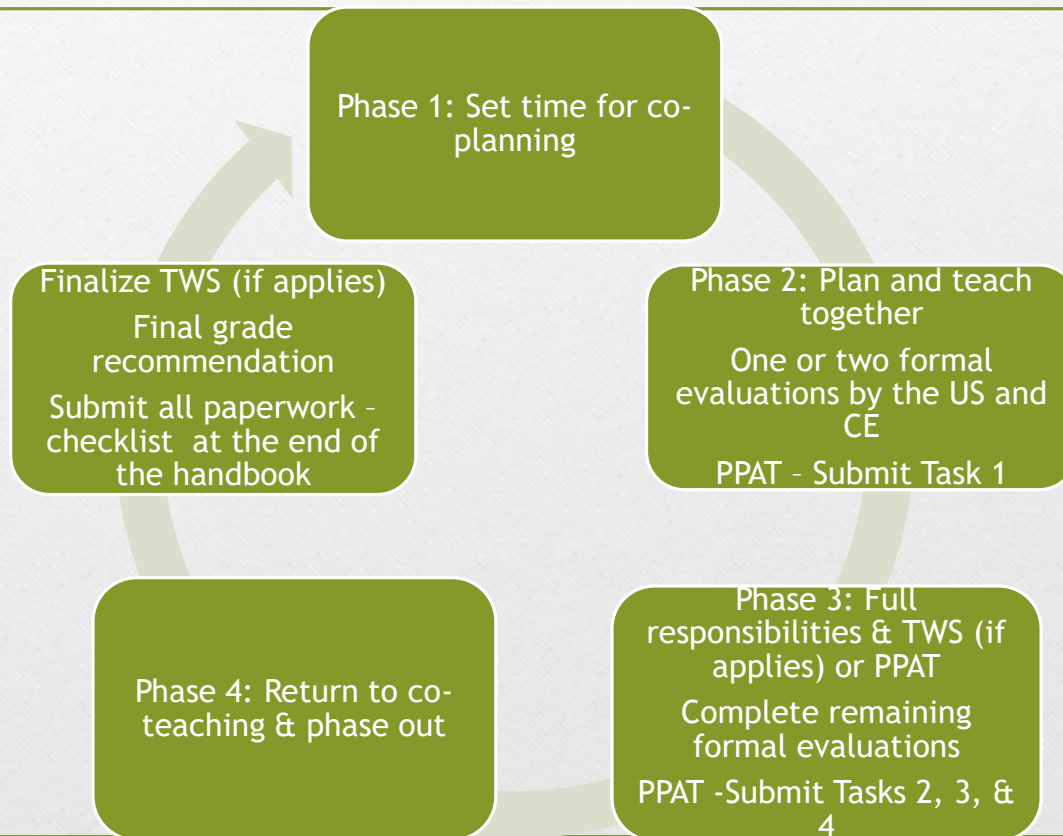 Phase 1: Set time for co-
planning
Phase 2: Plan and teach
together
One or two formal
evaluations by the US and
CE
PPAT – Submit Task 1
Phase 3: Full
responsibilities & TWS (if
applies) or PPAT
Complete remaining
formal evaluations
PPAT -Submit Tasks 2, 3, &
4
Phase 4: Return to co-
teaching & phase out
Finalize TWS (if applies)
Final grade
recommendation
Submit all paperwork –
checklist at the end of
the handbook